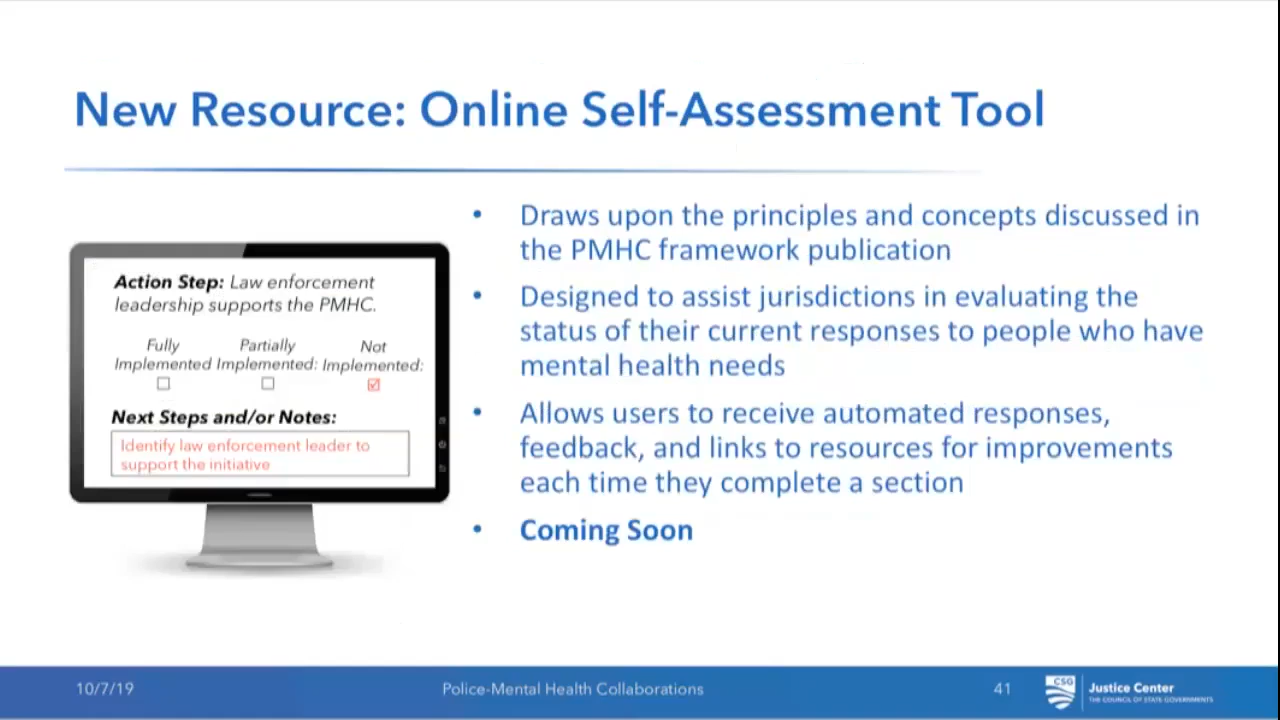 New Resource: Online Self-Assessment Tool
Action Step: Law enforcement
leadership supports the PMHC.
Fully Partially Not
Implemented Implemented: Implemented:
☐ ☐ ☑
Next Steps and/or Notes:
Identify law enforcement leader to
support the initiative
• Draws upon the principles and concepts discussed in
the PMHC framework publication
• Designed to assist jurisdictions in evaluating the
status of their current responses to people who have
mental health needs
• Allows users to receive automated responses,
feedback, and links to resources for improvements
each time they complete a section
• Coming Soon
10/7/19 Police-Mental Health Collaborations 41
CSG Justice Center
THE COUNCIL OF STATE GOVERNMENTS